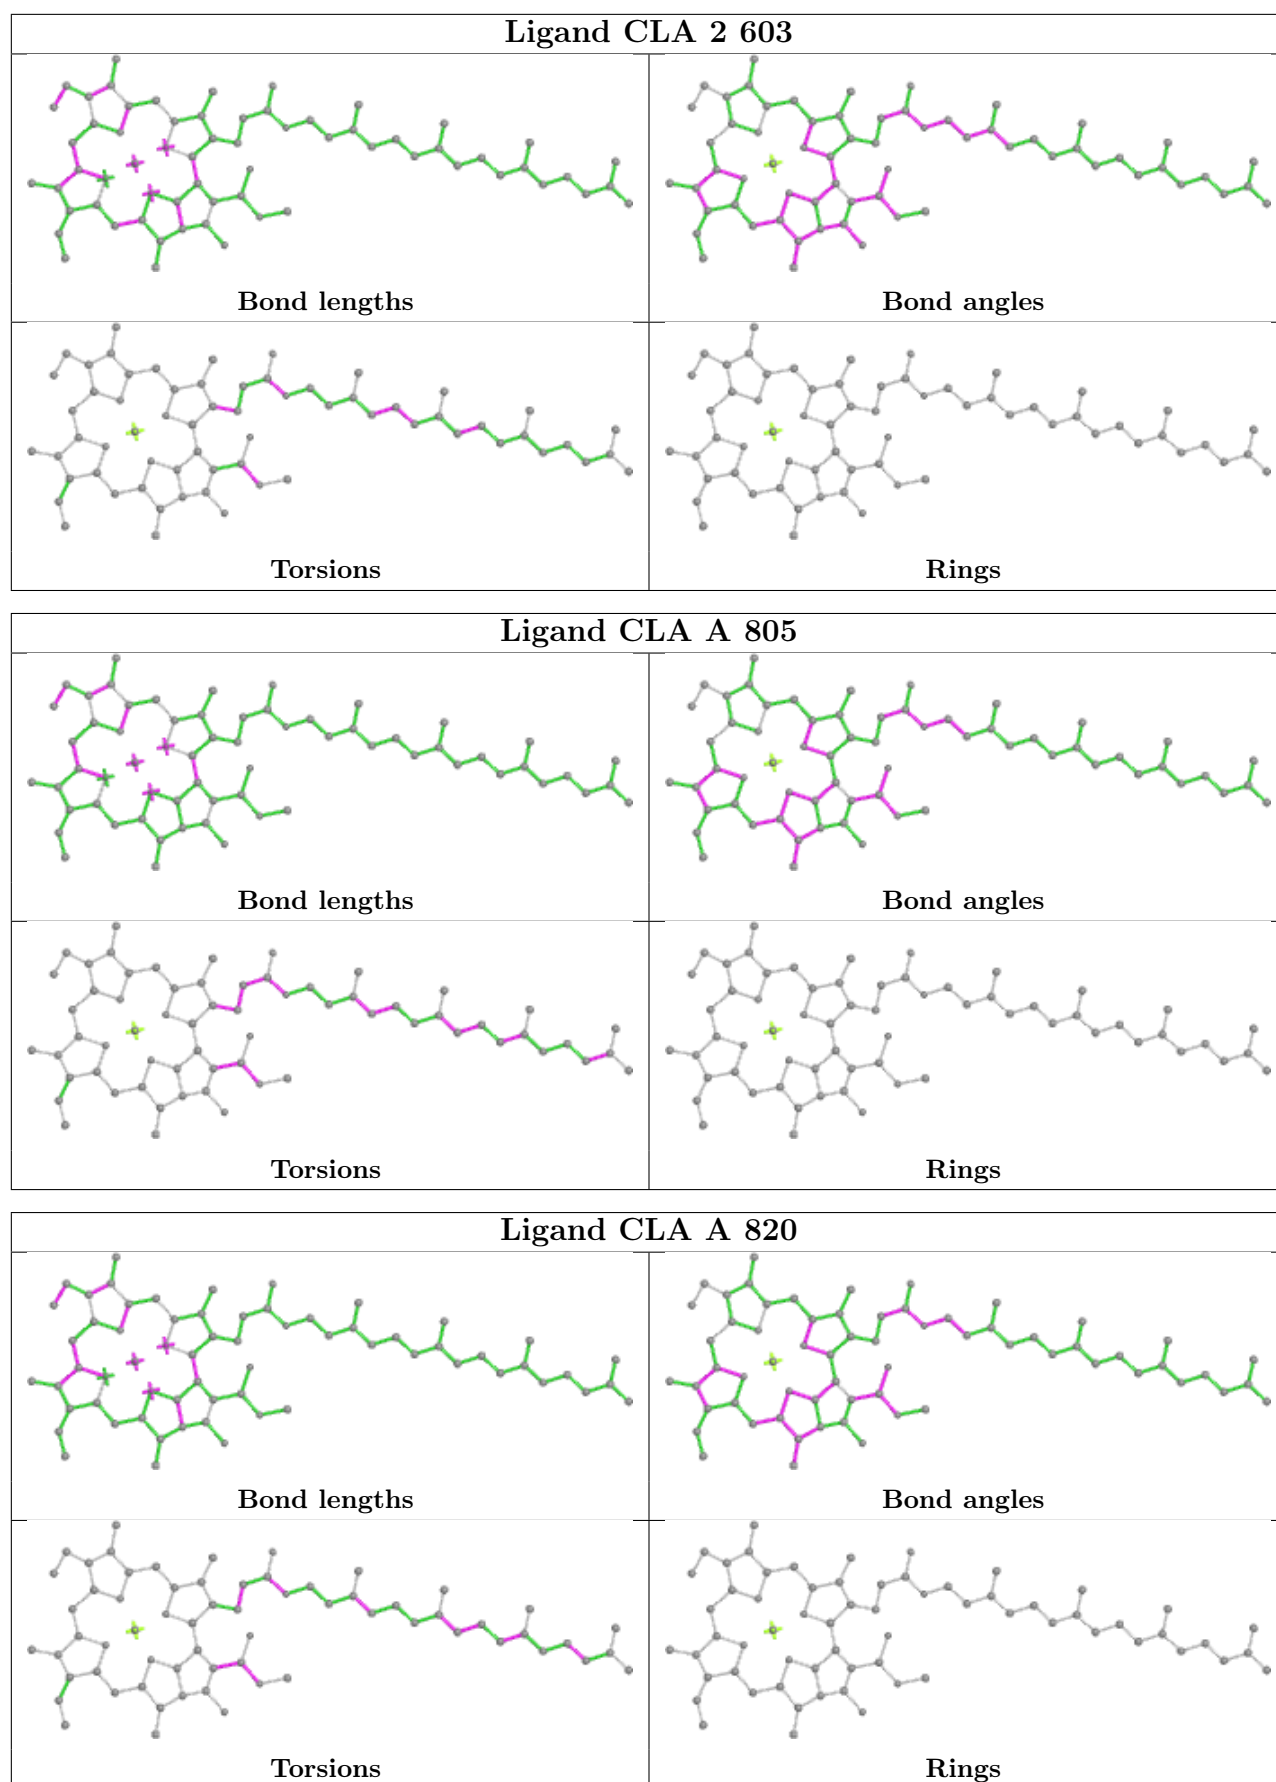 Ligand CLA 2 603
Bond lengths
Bond angles
Torsions
Rings
Ligand CLA A 805
Bond lengths
Bond angles
Torsions
Rings
Ligand CLA A 820
Bond lengths
Bond angles
Torsions
Rings